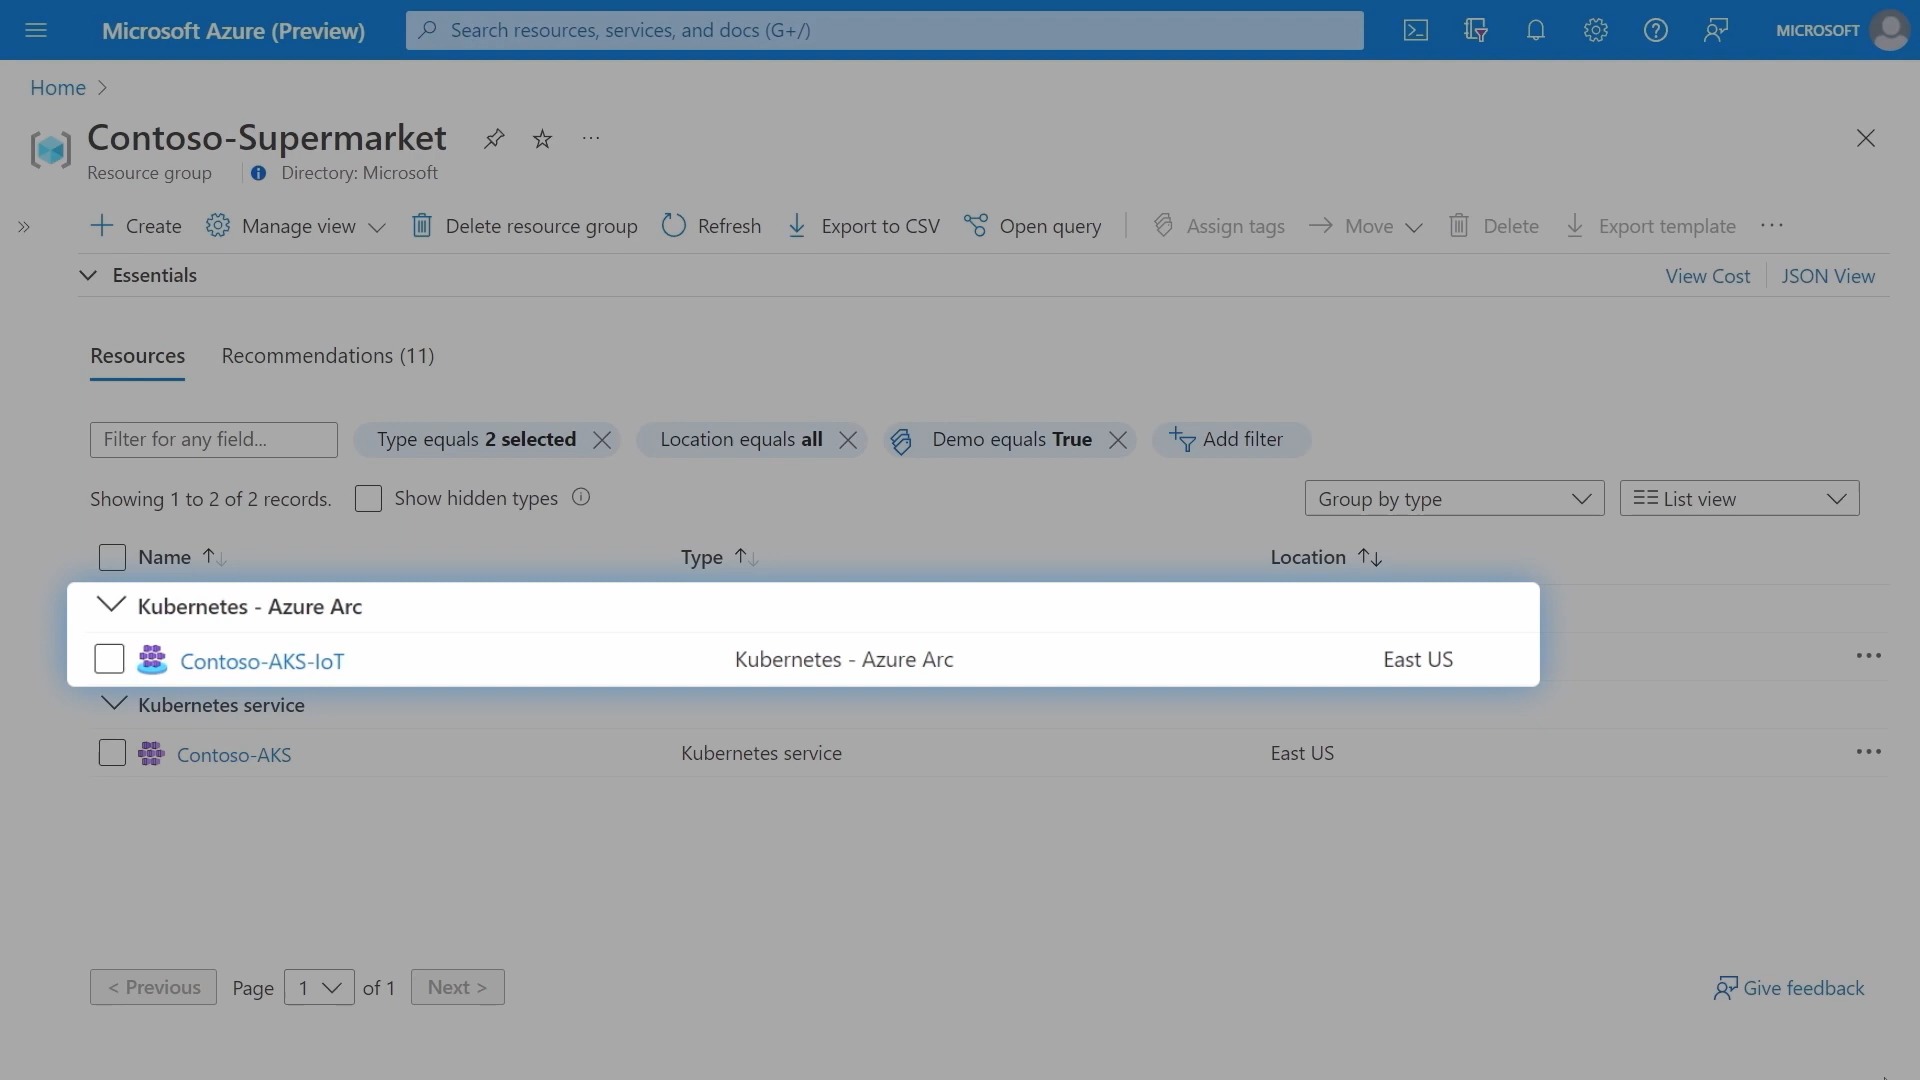 Microsoft Azure (Preview) Search resources, services, and docs (G+/) MICROSOFT
Home
Contoso-Supermarket
Resource group Directory: Microsoft
Create Manage view Delete resource group Refresh Export to CSV Open query Assign tags Move Delete Export template
Essentials View Cost JSON View
Resources Recommendations (11)
Filter for any field... Type equals 2 selected Location equals all Demo equals True Add filter
Showing 1 to 2 of 2 records. Show hidden types Group by type List view
Name Type Location
Kubernetes - Azure Arc
Contoso-AKS-IoT Kubernetes - Azure Arc East US
Kubernetes service
Contoso-AKS Kubernetes service East US
< Previous Page 1 of 1 Next > Give feedback